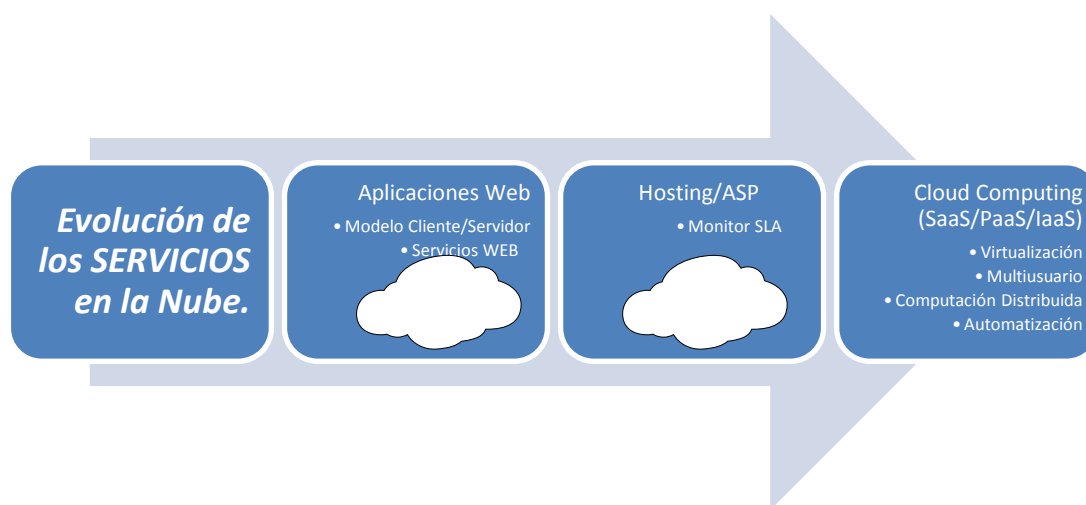 Evolución de
los SERVICIOS
en la Nube.
Aplicaciones Web
• Modelo Cliente/Servidor
• Servicios WEB
Hosting/ASP
• Monitor SLA
Cloud Computing
(SaaS/PaaS/IaaS)
• Virtualización
• Multiusuario
• Computación Distribuida
• Automatización